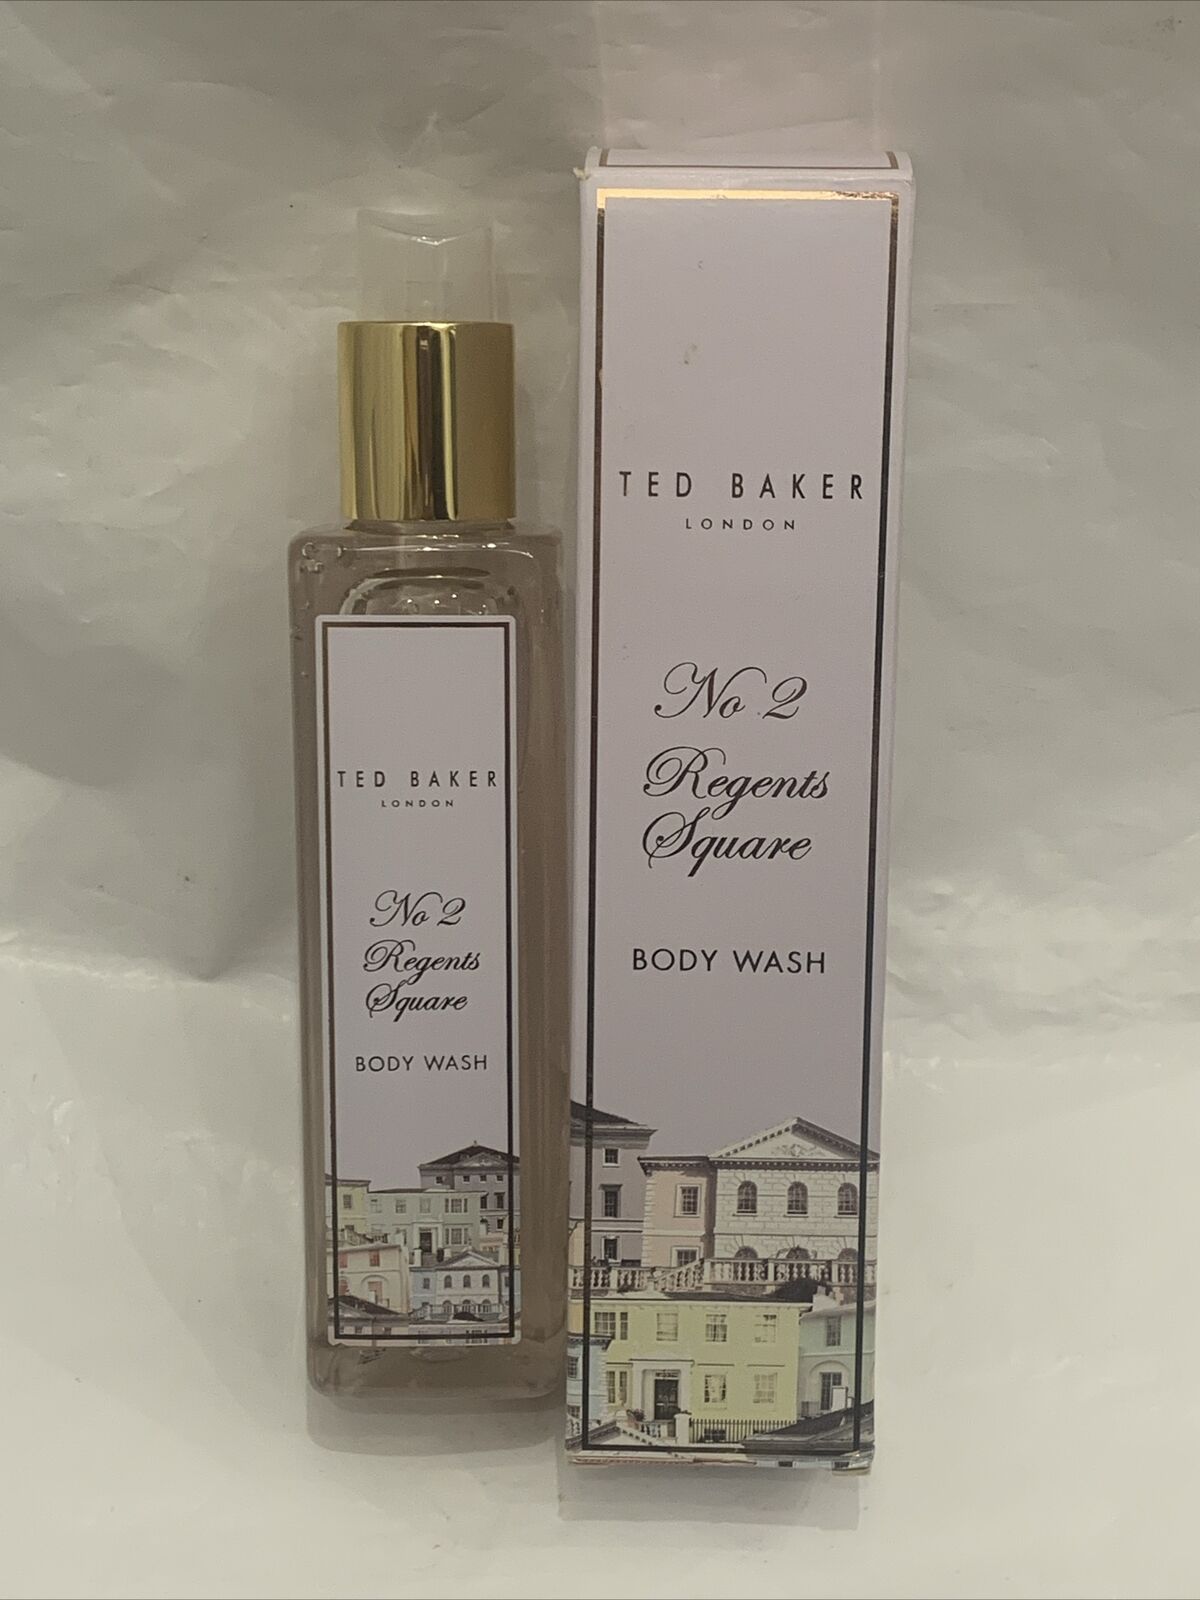 TED BAKER
LONDON
No 2
Regents
Square
BODY WASH
TED BAKER
LONDON
No 2
Regents
Square
BODY WASH